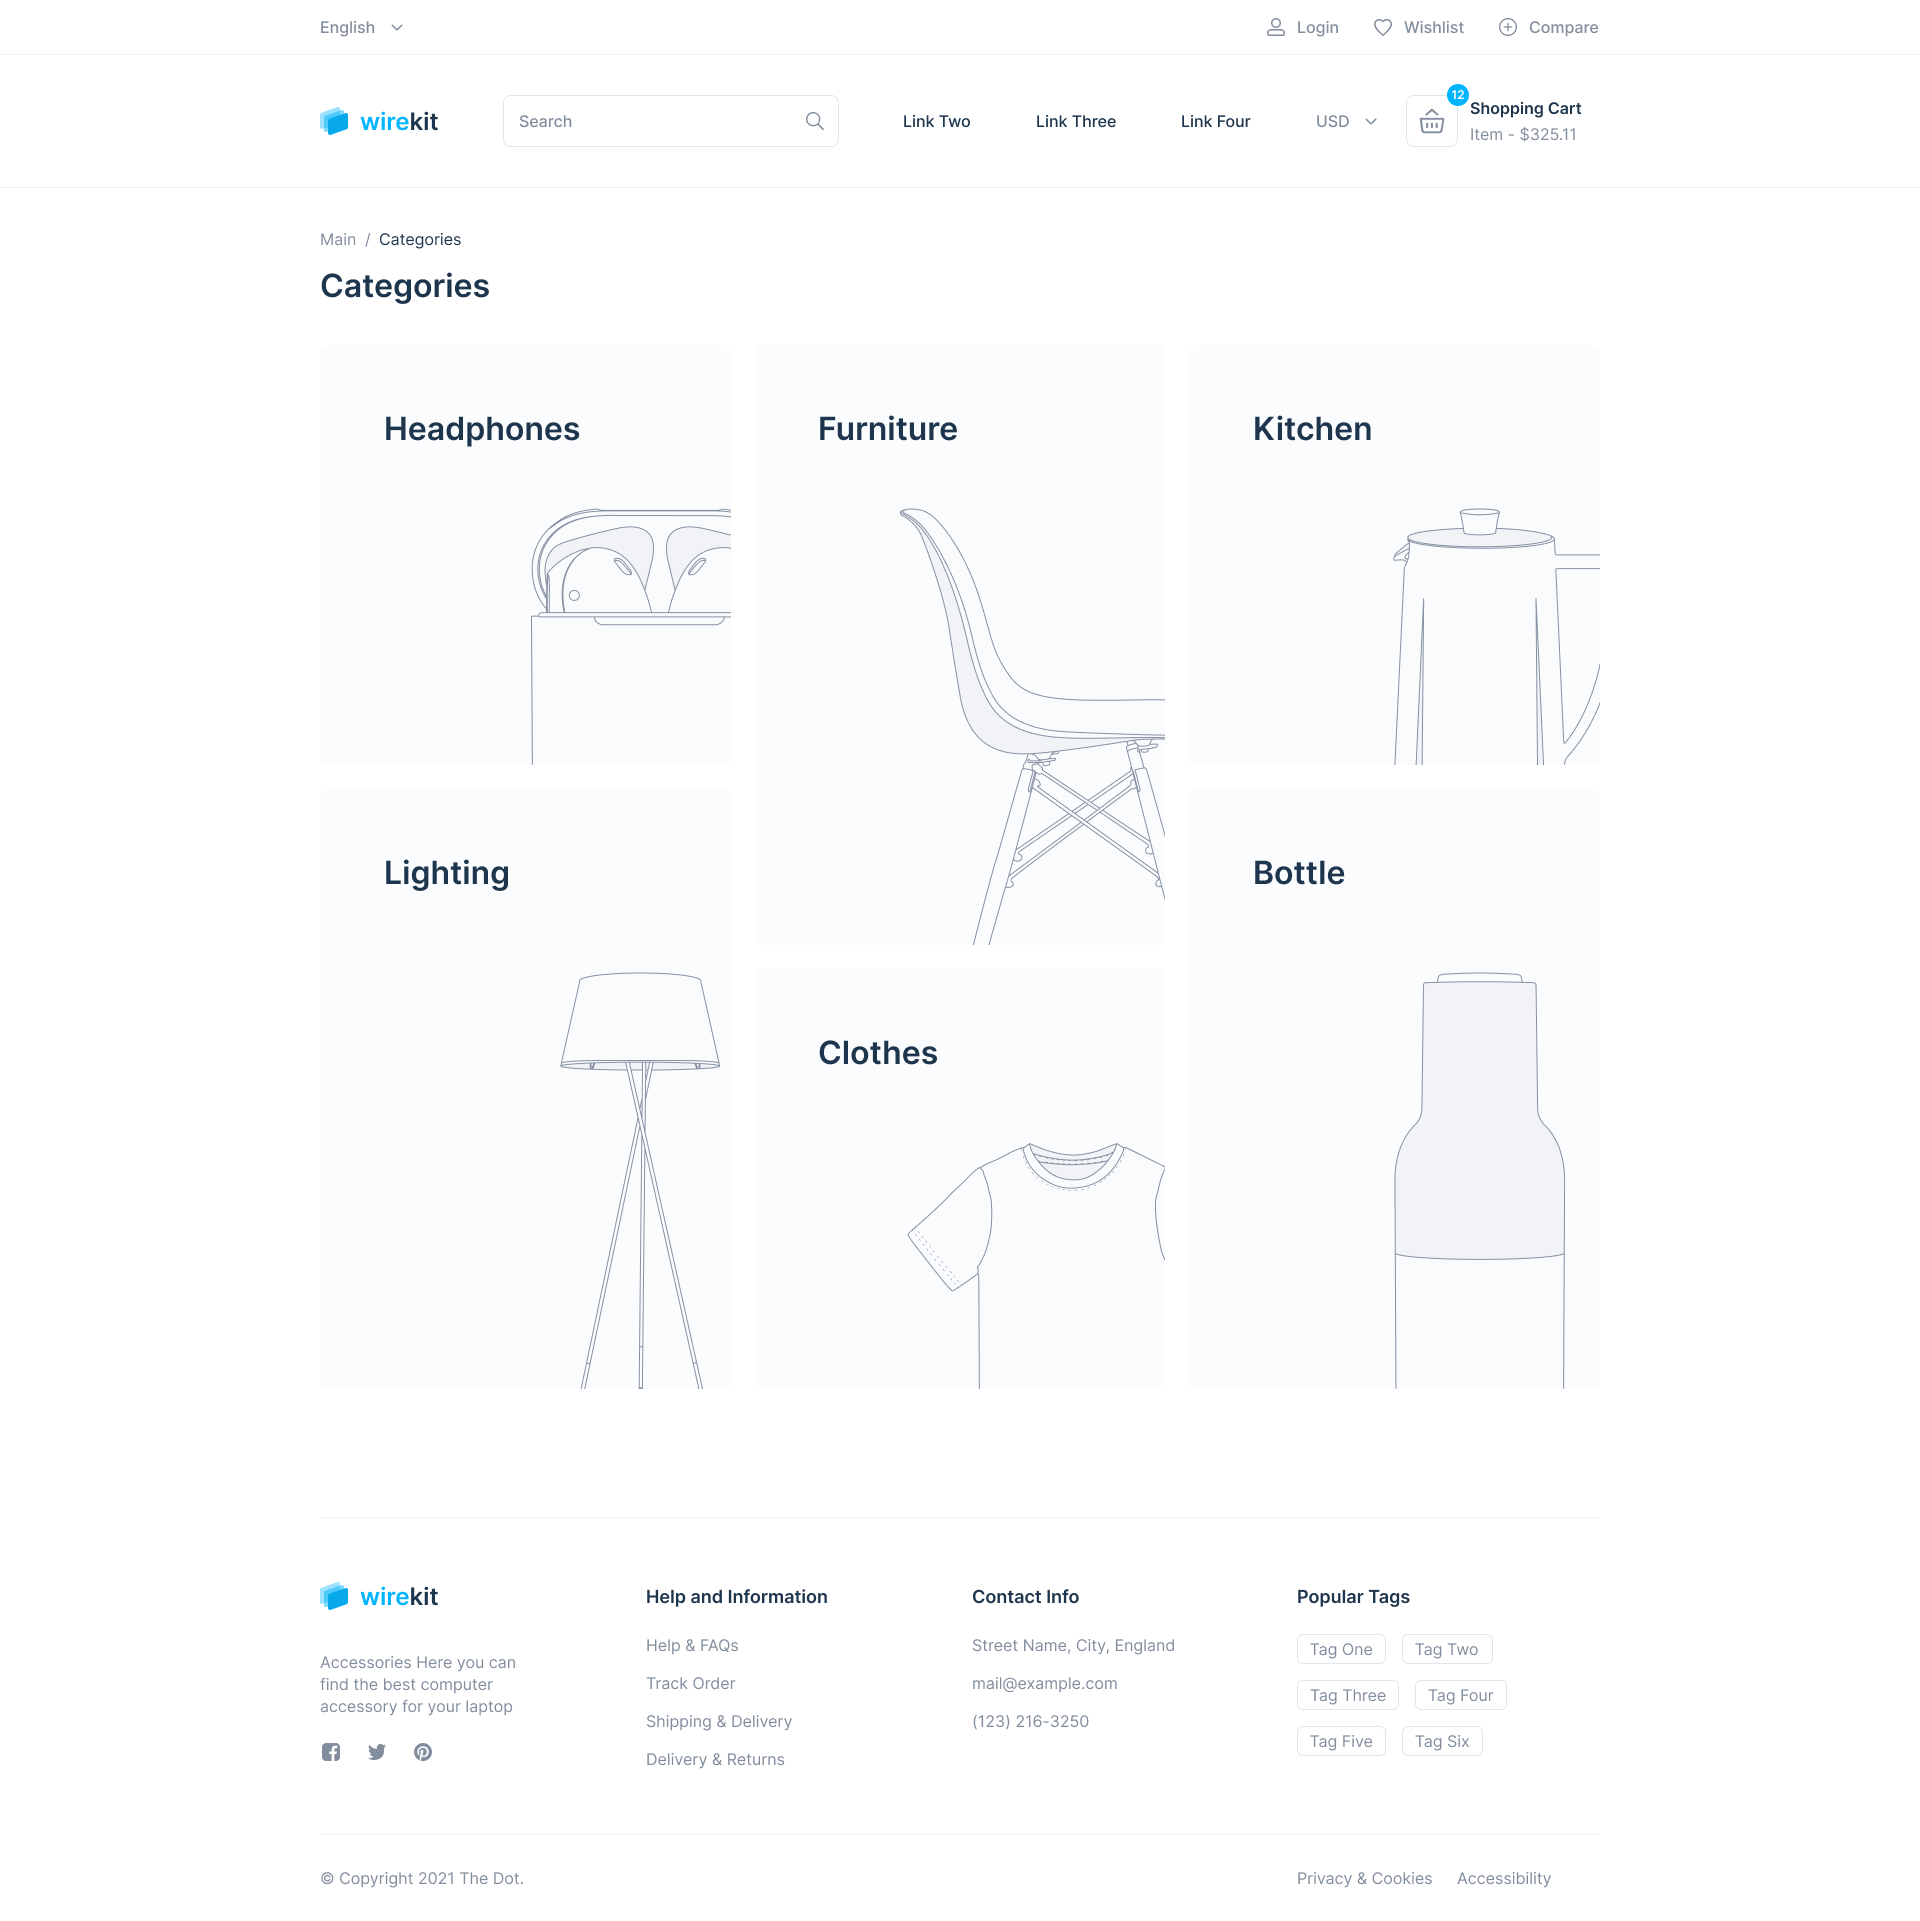 English
Login
Wishlist
Compare
wirekit
Search
Link Two
Link Three
Link Four
USD
12
Shopping Cart
Item - $325.11
Main / Categories
Categories
Headphones
Furniture
Kitchen
Lighting
Bottle
Clothes
wirekit
Accessories Here you can
find the best computer
accessory for your laptop
Help and Information
Help & FAQs
Track Order
Shipping & Delivery
Delivery & Returns
Contact Info
Street Name, City, England
mail@example.com
(123) 216-3250
Popular Tags
Tag One
Tag Two
Tag Three
Tag Four
Tag Five
Tag Six
© Copyright 2021 The Dot.
Privacy & Cookies
Accessibility